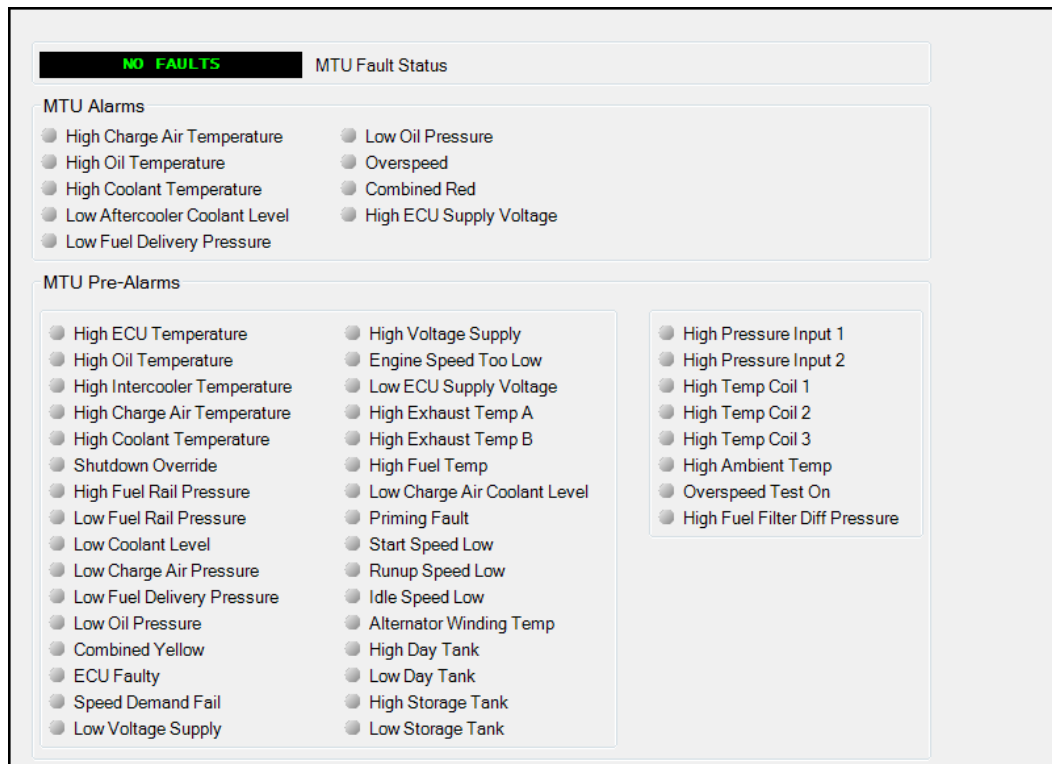 NO FAULTS MTU Fault Status
MTU Alarms
High Charge Air Temperature
High Oil Temperature
High Coolant Temperature
Low Aftercooler Coolant Level
Low Fuel Delivery Pressure
Low Oil Pressure
Overspeed
Combined Red
High ECU Supply Voltage
MTU Pre-Alarms
High ECU Temperature
High Oil Temperature
High Intercooler Temperature
High Charge Air Temperature
High Coolant Temperature
Shutdown Override
High Fuel Rail Pressure
Low Fuel Rail Pressure
Low Coolant Level
Low Charge Air Pressure
Low Fuel Delivery Pressure
Low Oil Pressure
Combined Yellow
ECU Faulty
Speed Demand Fail
Low Voltage Supply
High Voltage Supply
Engine Speed Too Low
Low ECU Supply Voltage
High Exhaust Temp A
High Exhaust Temp B
High Fuel Temp
Low Charge Air Coolant Level
Priming Fault
Start Speed Low
Runup Speed Low
Idle Speed Low
Alternator Winding Temp
High Day Tank
Low Day Tank
High Storage Tank
Low Storage Tank
High Pressure Input 1
High Pressure Input 2
High Temp Coil 1
High Temp Coil 2
High Temp Coil 3
High Ambient Temp
Overspeed Test On
High Fuel Filter Diff Pressure